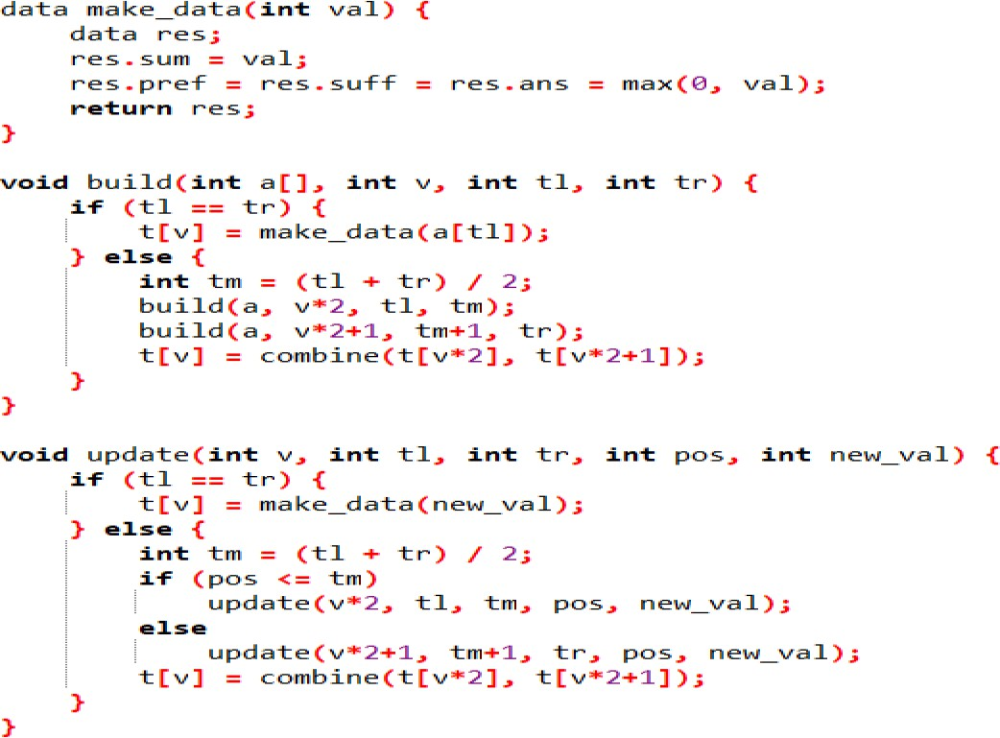 data make_data(int val) {
    data res;
    res.sum = val;
    res.pref = res.suff = res.ans = max(0, val);
    return res;
}

void build(int a[], int v, int tl, int tr) {
    if (tl == tr) {
        t[v] = make_data(a[tl]);
    } else {
        int tm = (tl + tr) / 2;
        build(a, v*2, tl, tm);
        build(a, v*2+1, tm+1, tr);
        t[v] = combine(t[v*2], t[v*2+1]);
    }
}

void update(int v, int tl, int tr, int pos, int new_val) {
    if (tl == tr) {
        t[v] = make_data(new_val);
    } else {
        int tm = (tl + tr) / 2;
        if (pos <= tm)
            update(v*2, tl, tm, pos, new_val);
        else
            update(v*2+1, tm+1, tr, pos, new_val);
        t[v] = combine(t[v*2], t[v*2+1]);
    }
}